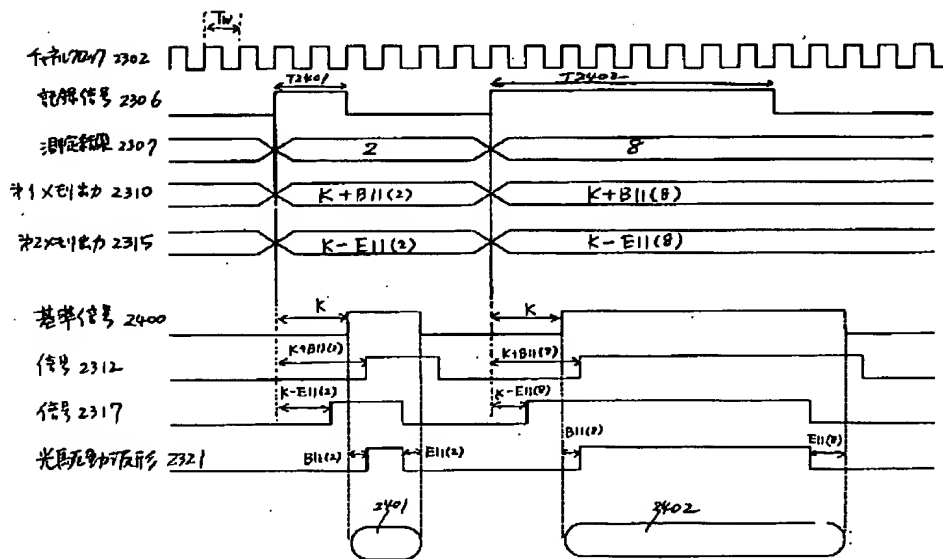 Tw
チャネルクロック 2302
T2401
T2402
記録信号 2306
測定結果 2307
2
8
第1メモリ出力 2310
K+B11(2)
K+B11(8)
第2メモリ出力 2315
K-E11(2)
K-E11(8)
基準信号 2400
K
K
信号 2312
K+B11(2)
K+B11(8)
信号 2317
K-E11(2)
K-E11(8)
光駆動波形 2321
B11(2)
E11(2)
B11(8)
E11(8)
2401
2402